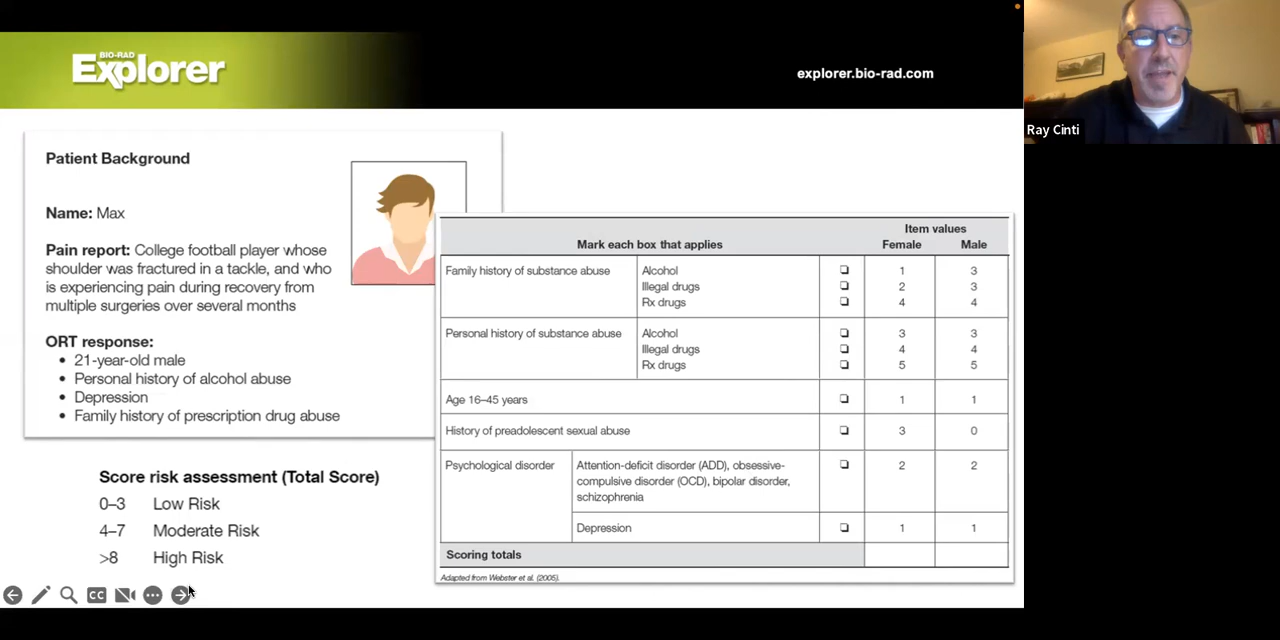 BIO-RAD
Explorer
explorer.bio-rad.com
Ray Cinti
Patient Background
Name: Max
Pain report: College football player whose
shoulder was fractured in a tackle, and who
is experiencing pain during recovery from
multiple surgeries over several months
ORT response:
• 21-year-old male
• Personal history of alcohol abuse
• Depression
• Family history of prescription drug abuse
Score risk assessment (Total Score)
0–3 Low Risk
4–7 Moderate Risk
>8 High Risk
Item values
Mark each box that applies Female Male
Family history of substance abuse Alcohol ❏ 1 3
Illegal drugs ❏ 2 3
Rx drugs ❏ 4 4
Personal history of substance abuse Alcohol ❏ 3 3
Illegal drugs ❏ 4 4
Rx drugs ❏ 5 5
Age 16–45 years ❏ 1 1
History of preadolescent sexual abuse ❏ 3 0
Psychological disorder Attention-deficit disorder (ADD), obsessive- ❏ 2 2
compulsive disorder (OCD), bipolar disorder,
schizophrenia
Depression ❏ 1 1
Scoring totals
Adapted from Webster et al. (2005).
CC